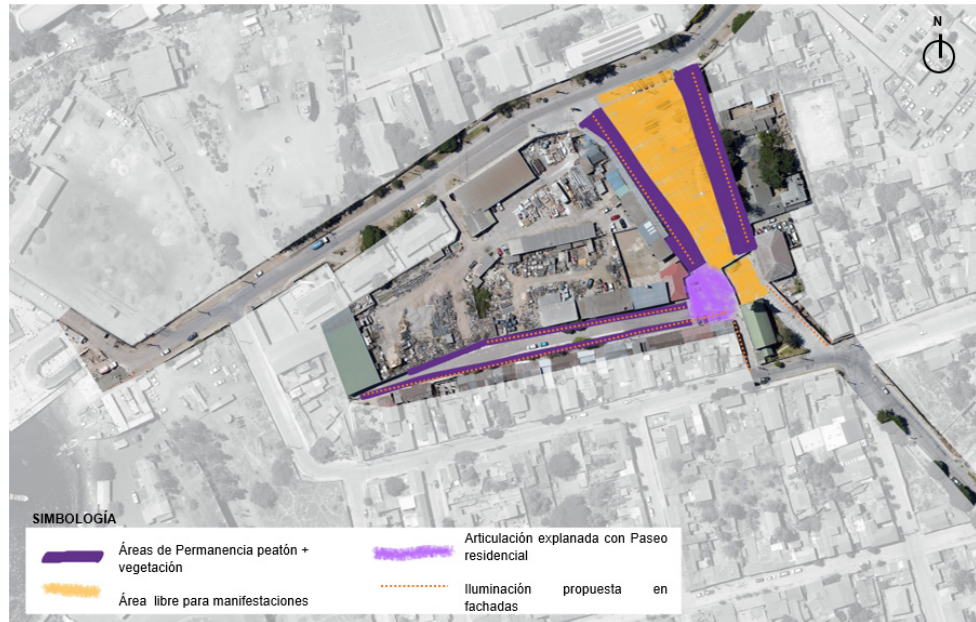 N
SIMBOLOGÍA
Áreas de Permanencia peatón +
vegetación
Área libre para manifestaciones
Articulación explanada con Paseo
residencial
Iluminación propuesta en
fachadas